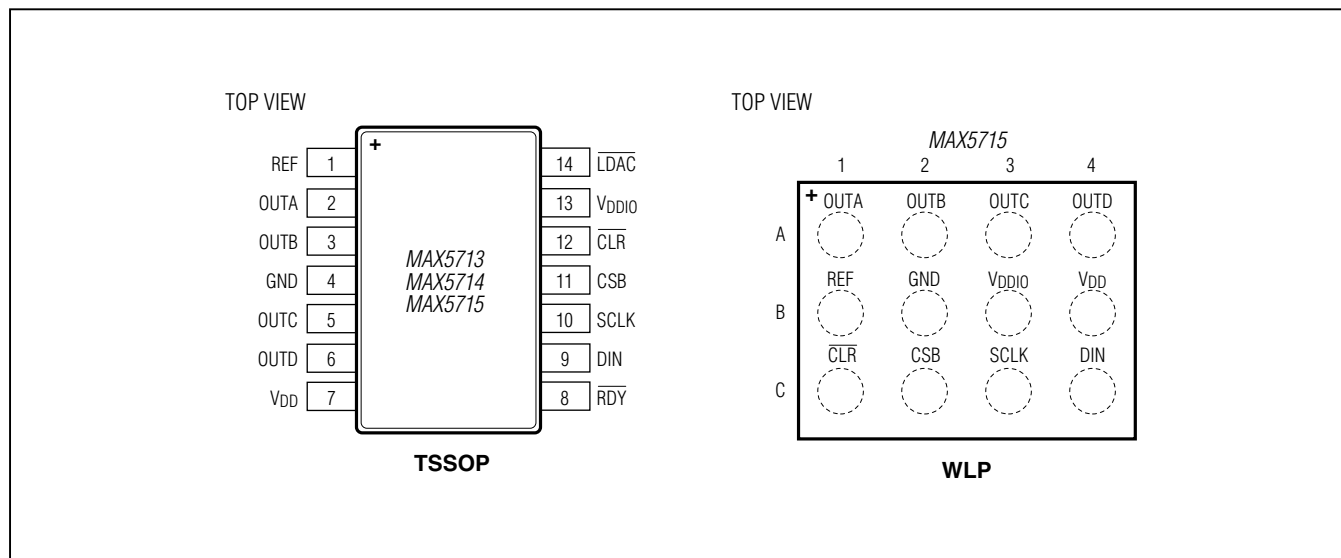 TOP VIEW
+
REF 1
OUTA 2
OUTB 3
GND 4
OUTC 5
OUTD 6
VDD 7
MAX5713
MAX5714
MAX5715
14 LDAC
13 VDDIO
12 CLR
11 CSB
10 SCLK
9 DIN
8 RDY
TSSOP
TOP VIEW
MAX5715
1 2 3 4
+ OUTA OUTB OUTC OUTD
A
REF GND VDDIO VDD
B
CLR CSB SCLK DIN
C
WLP